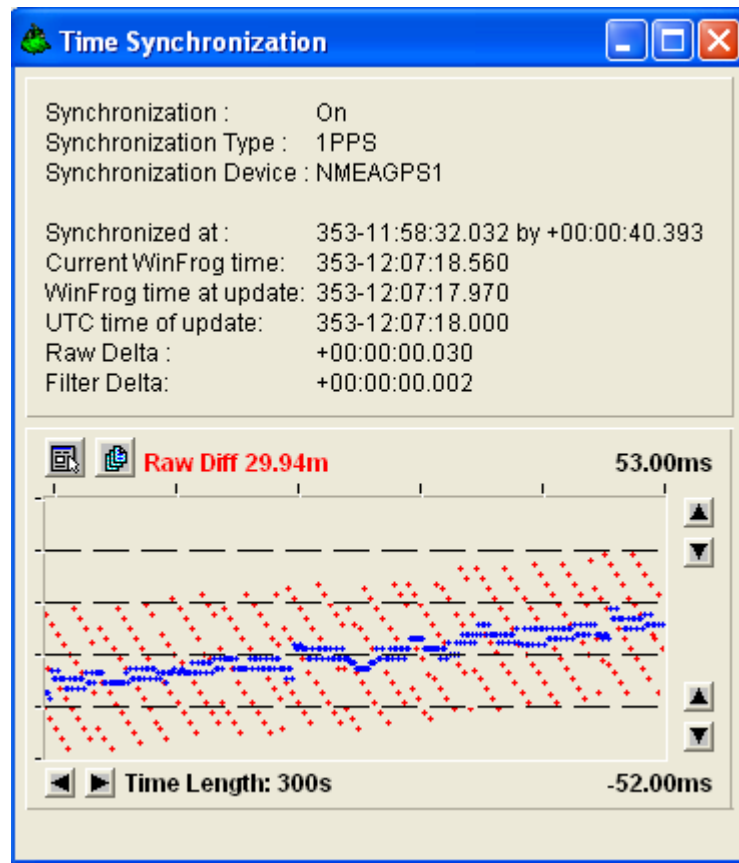 Time Synchronization
Synchronization : On
Synchronization Type : 1PPS
Synchronization Device : NMEAGPS1
Synchronized at : 353-11:58:32.032 by +00:00:40.393
Current WinFrog time: 353-12:07:18.560
WinFrog time at update: 353-12:07:17.970
UTC time of update: 353-12:07:18.000
Raw Delta : +00:00:00.030
Filter Delta: +00:00:00.002
Raw Diff 29.94m 53.00ms
Time Length: 300s -52.00ms